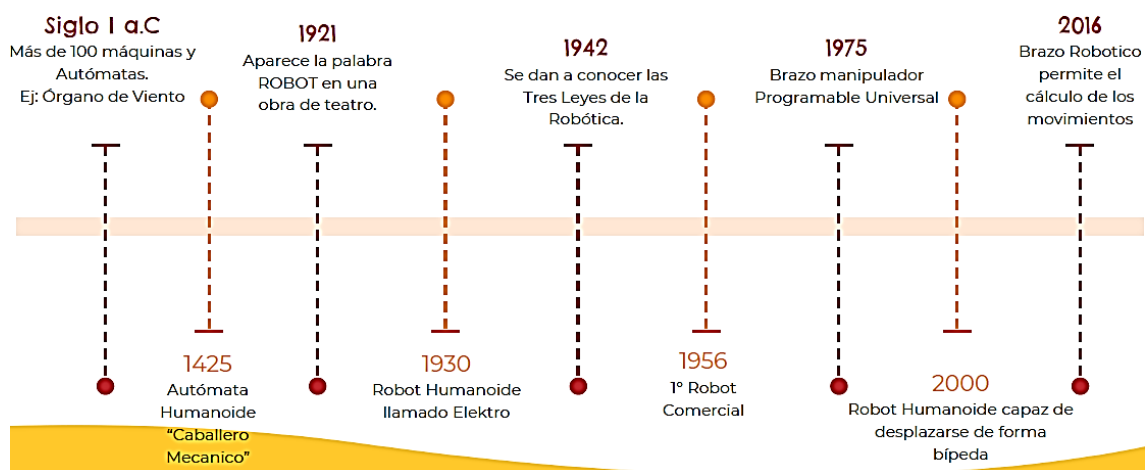 Siglo I a.C
Más de 100 máquinas y
Autómatas.
Ej: Órgano de Viento
1425
Autómata
Humanoide
“Caballero
Mecanico”
1921
Aparece la palabra
ROBOT en una
obra de teatro.
1930
Robot Humanoide
llamado Elektro
1942
Se dan a conocer las
Tres Leyes de la
Robótica.
1956
1° Robot
Comercial
1975
Brazo manipulador
Programable Universal
2000
Robot Humanoide capaz de
desplazarse de forma
bípeda
2016
Brazo Robotico
permite el
cálculo de los
movimientos